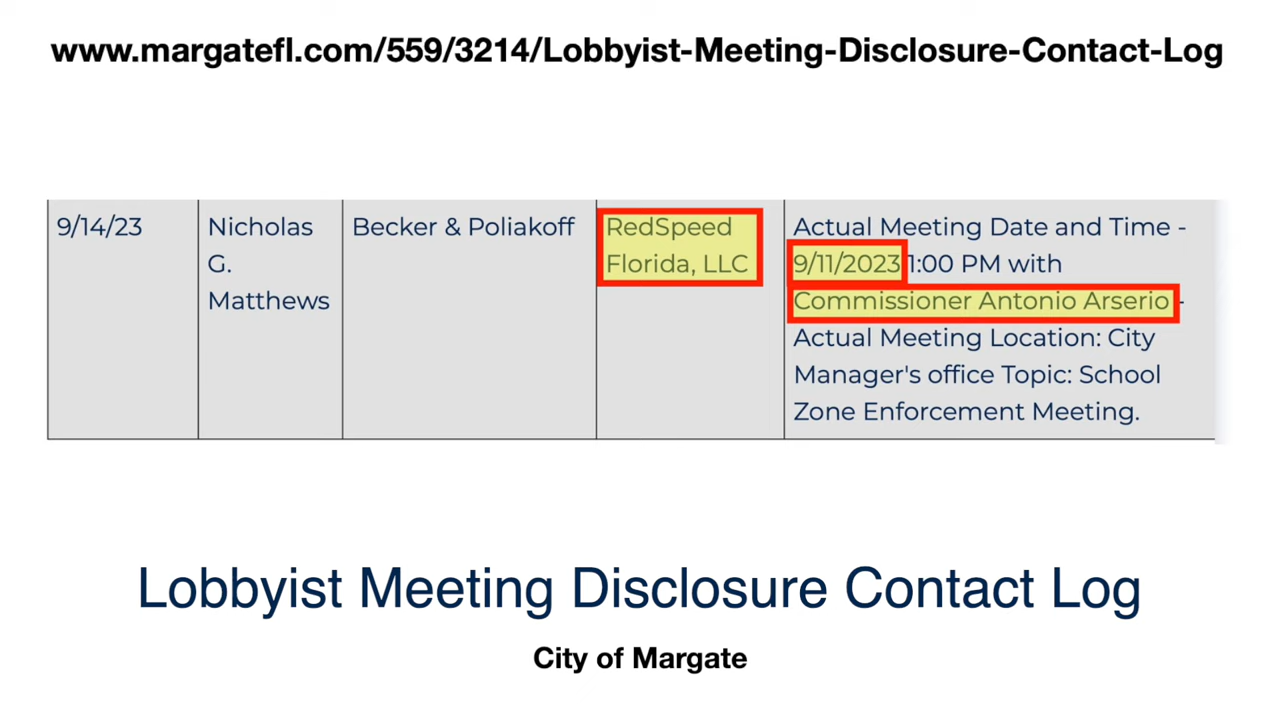 www.margatefl.com/559/3214/Lobbyist-Meeting-Disclosure-Contact-Log
9/14/23
Nicholas
G.
Matthews
Becker & Poliakoff
RedSpeed
Florida, LLC
Actual Meeting Date and Time -
9/11/2023 1:00 PM with
Commissioner Antonio Arserio -
Actual Meeting Location: City
Manager's office Topic: School
Zone Enforcement Meeting.
Lobbyist Meeting Disclosure Contact Log
City of Margate